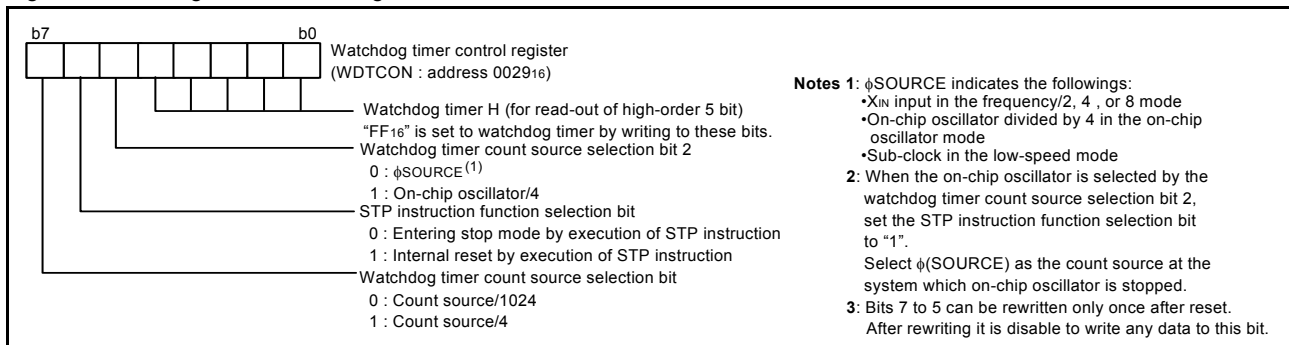 b7 b0
Watchdog timer control register
(WDTCON : address 002916)
Watchdog timer H (for read-out of high-order 5 bit)
“FF16” is set to watchdog timer by writing to these bits.
Watchdog timer count source selection bit 2
0 : ϕSOURCE(1)
1 : On-chip oscillator/4
STP instruction function selection bit
0 : Entering stop mode by execution of STP instruction
1 : Internal reset by execution of STP instruction
Watchdog timer count source selection bit
0 : Count source/1024
1 : Count source/4
Notes 1: ϕSOURCE indicates the followings:
•XIN input in the frequency/2, 4 , or 8 mode
•On-chip oscillator divided by 4 in the on-chip
oscillator mode
•Sub-clock in the low-speed mode
2: When the on-chip oscillator is selected by the
watchdog timer count source selection bit 2,
set the STP instruction function selection bit
to “1”.
Select ϕ(SOURCE) as the count source at the
system which on-chip oscillator is stopped.
3: Bits 7 to 5 can be rewritten only once after reset.
After rewriting it is disable to write any data to this bit.